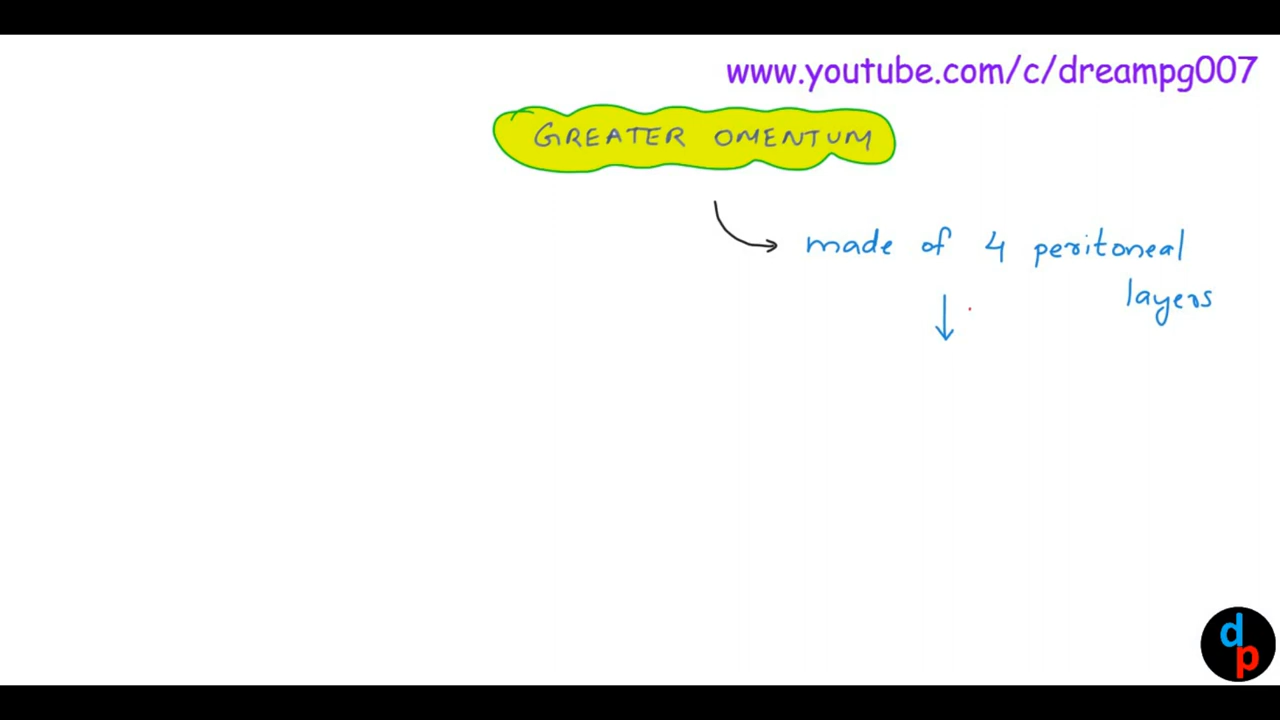 www.youtube.com/c/dreampg007
GREATER OMENTUM
made of 4 peritoneal
layers
dp